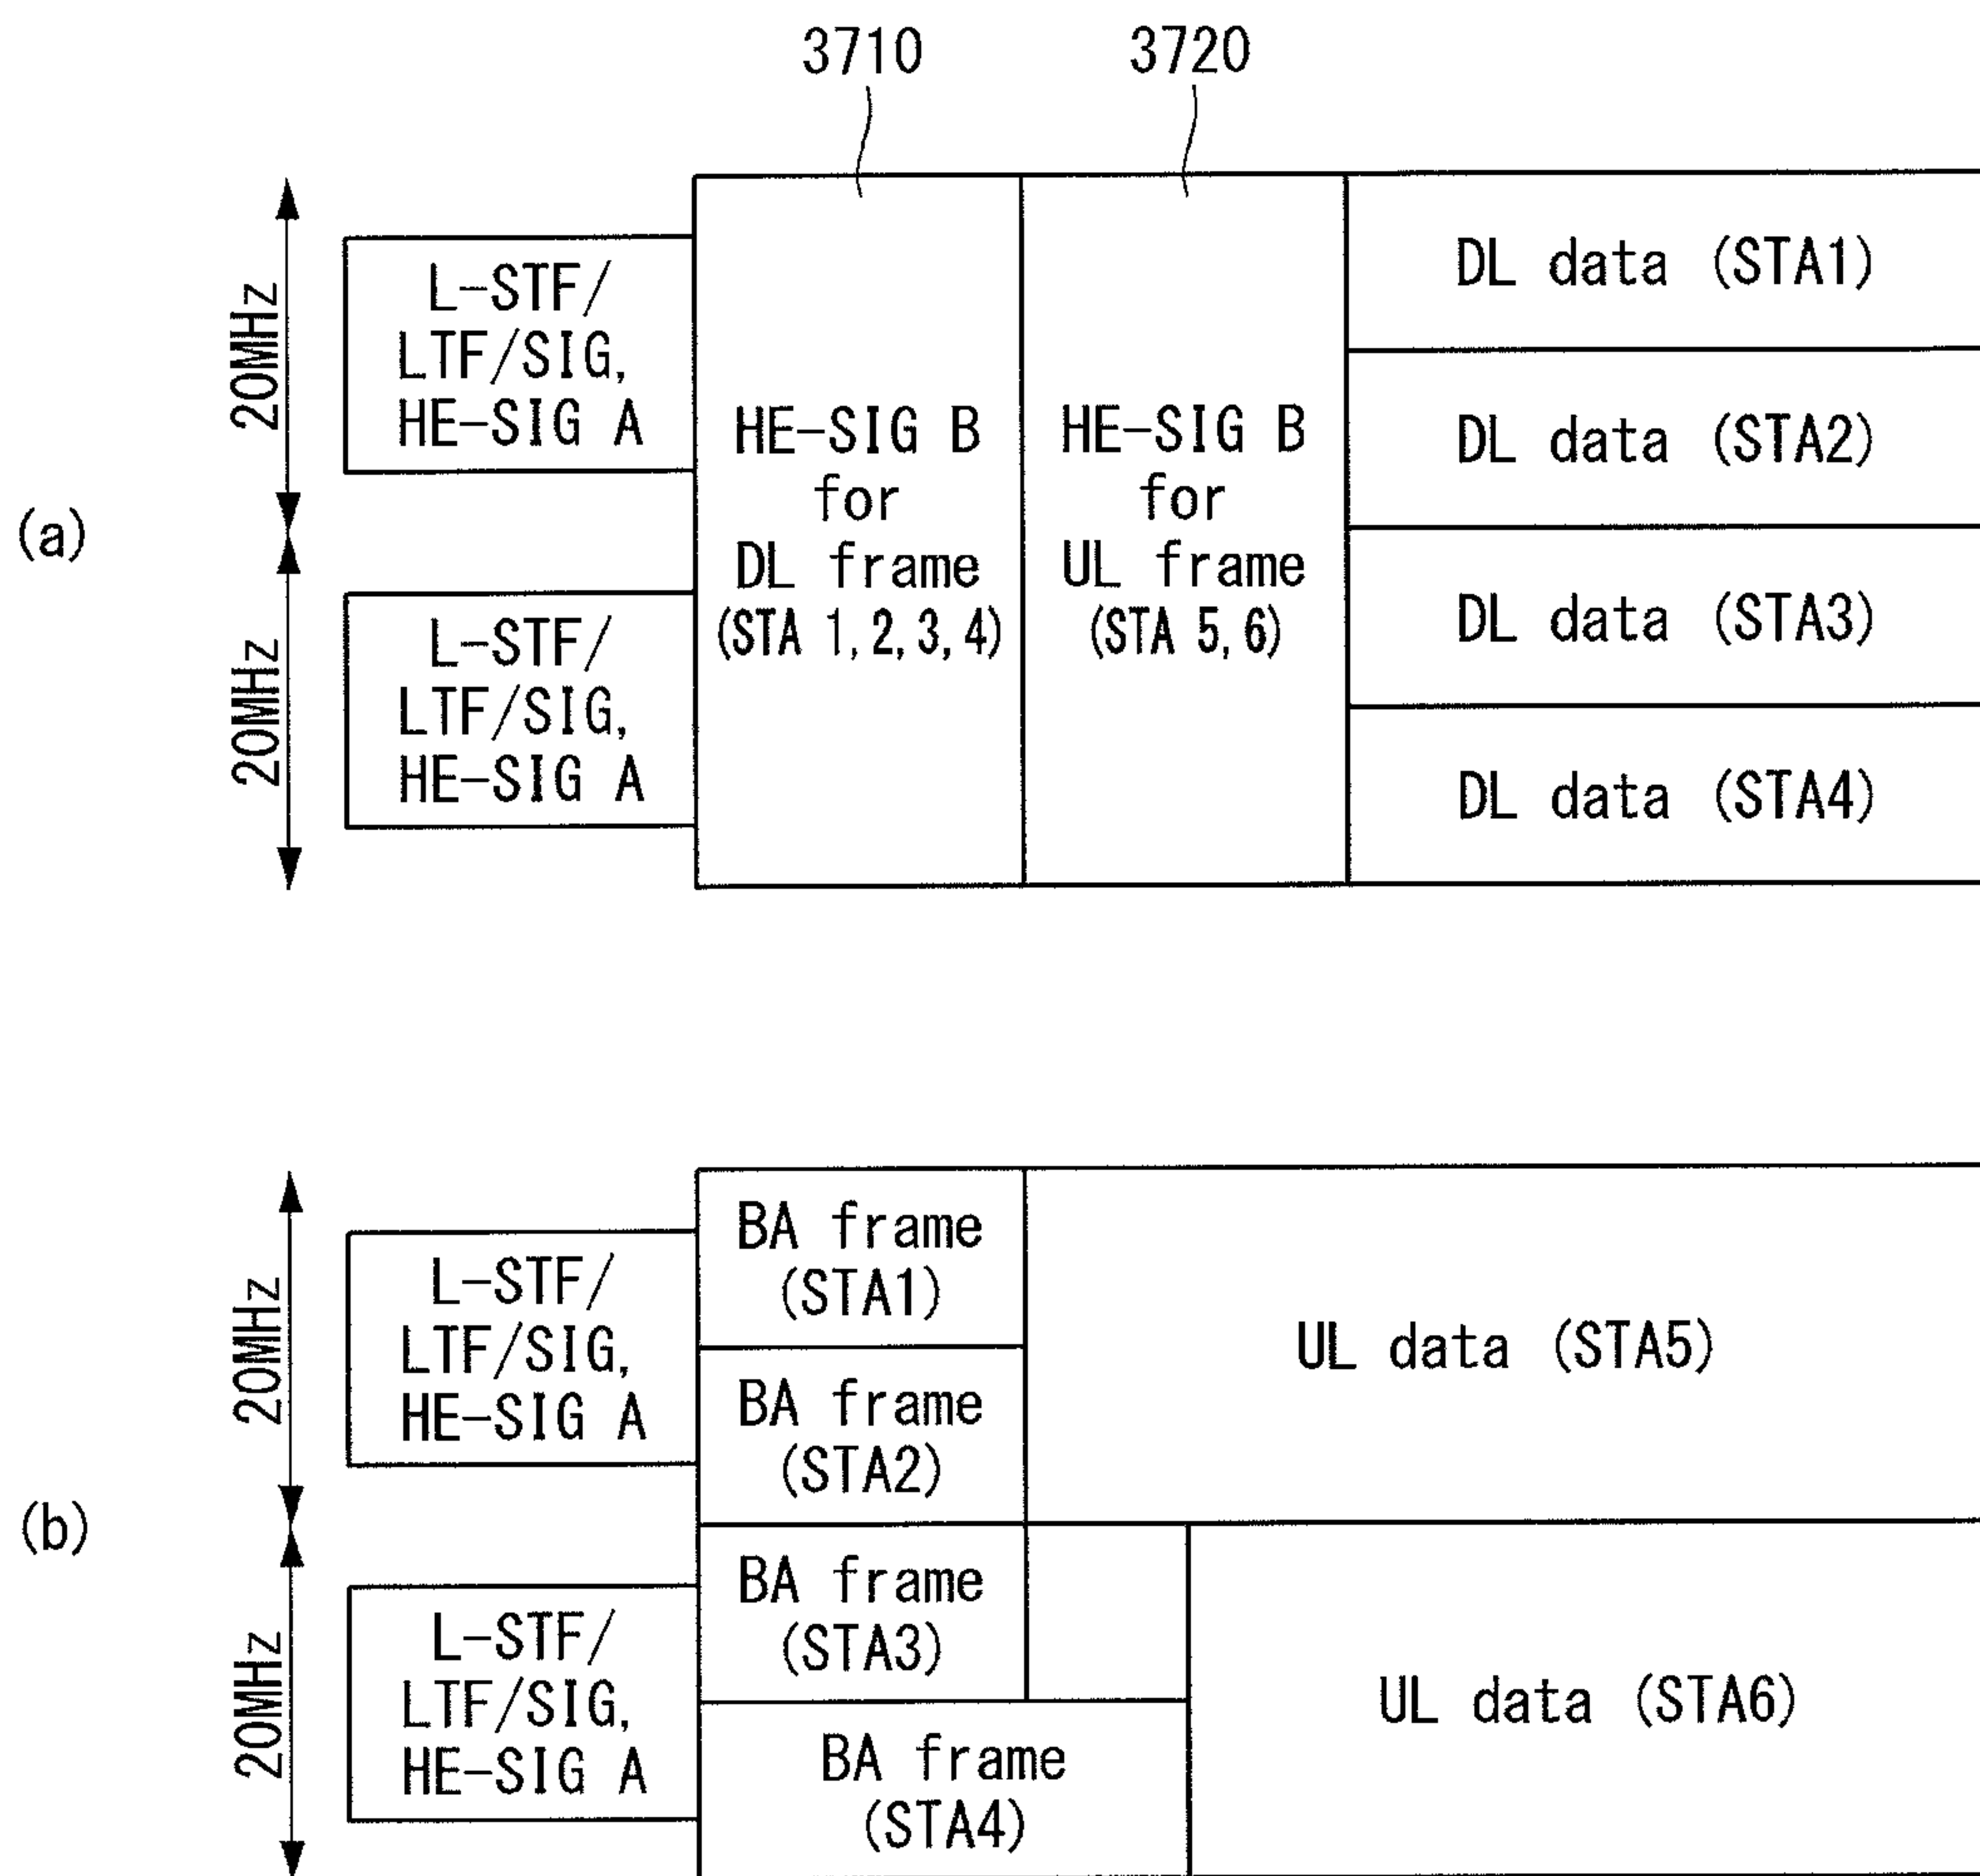 3710
3720
(a)
20MHz
20MHz
L-STF/
LTF/SIG,
HE-SIG A
L-STF/
LTF/SIG,
HE-SIG A
HE-SIG B
for
DL frame
(STA 1, 2, 3, 4)
HE-SIG B
for
UL frame
(STA 5, 6)
DL data (STA1)
DL data (STA2)
DL data (STA3)
DL data (STA4)
(b)
20MHz
20MHz
L-STF/
LTF/SIG,
HE-SIG A
L-STF/
LTF/SIG,
HE-SIG A
BA frame
(STA1)
BA frame
(STA2)
BA frame
(STA3)
BA frame
(STA4)
UL data (STA5)
UL data (STA6)